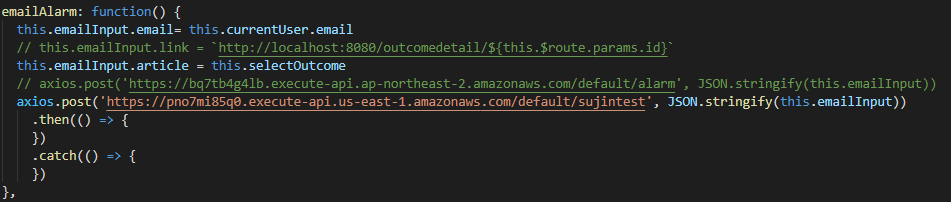 emailAlarm: function() {
this.emailInput.email= this.currentUser.email
// this.emailInput.link = `http://localhost:8080/outcomedetail/${this.$route.params.id}`
this.emailInput.article = this.selectOutcome
// axios.post('https://bq7tb4g4lb.execute-api.ap-northeast-2.amazonaws.com/default/alarm', JSON.stringify(this.emailInput))
axios.post('https://pno7mi85q0.execute-api.us-east-1.amazonaws.com/default/sujintest', JSON.stringify(this.emailInput))
.then(() => {
})
.catch(() => {
})
},